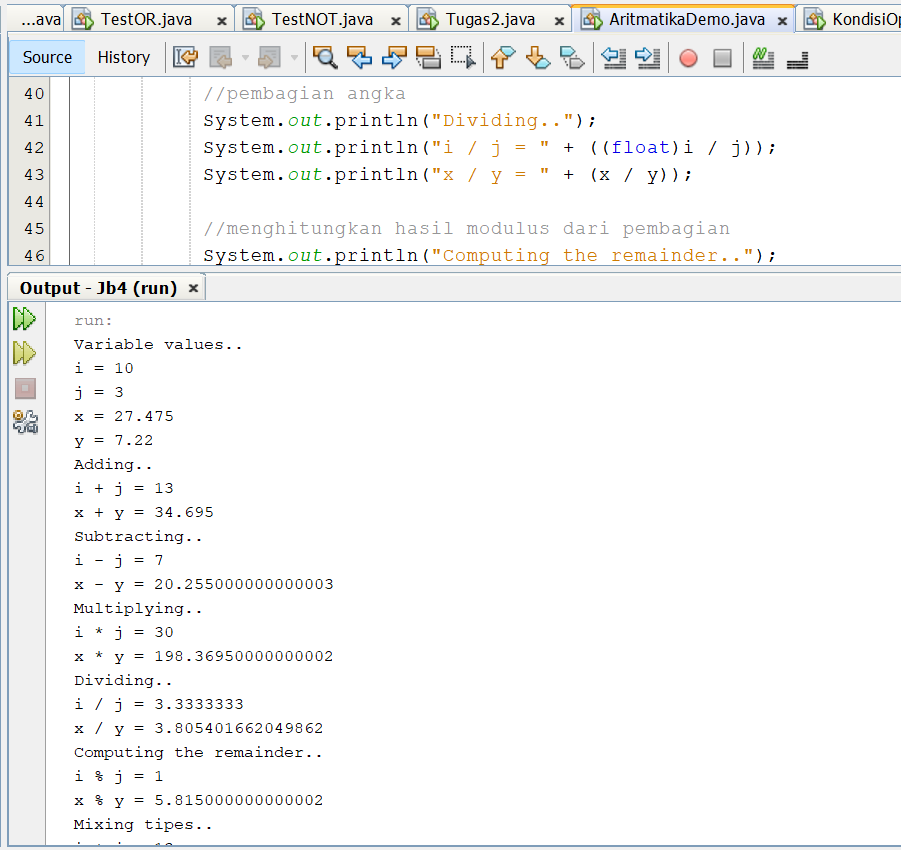 ...ava
TestOR.java
TestNOT.java
Tugas2.java
AritmatikaDemo.java
KondisiOp
Source
History
40 //pembagian angka
41 System.out.println("Dividing..");
42 System.out.println("i / j = " + ((float)i / j));
43 System.out.println("x / y = " + (x / y));
44
45 //menghitungkan hasil modulus dari pembagian
46 System.out.println("Computing the remainder..");
Output - Jb4 (run)
run:
Variable values..
i = 10
j = 3
x = 27.475
y = 7.22
Adding..
i + j = 13
x + y = 34.695
Subtracting..
i - j = 7
x - y = 20.255000000000003
Multiplying..
i * j = 30
x * y = 198.36950000000002
Dividing..
i / j = 3.3333333
x / y = 3.805401662049862
Computing the remainder..
i % j = 1
x % y = 5.815000000000002
Mixing tipes..